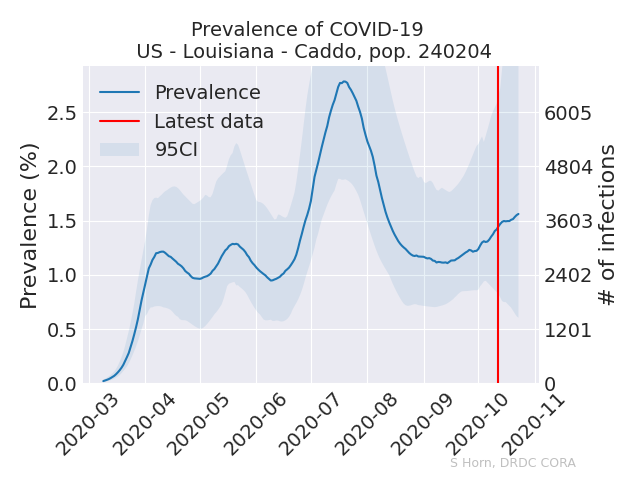 Prevalence of COVID-19
US - Louisiana - Caddo, pop. 240204
Prevalence
Latest data
95CI
Prevalence (%)
2.5
2.0
1.5
1.0
0.5
0.0
6005
4804
3603
2402
1201
0
# of infections
2020-03
2020-04
2020-05
2020-06
2020-07
2020-08
2020-09
2020-10
2020-11
S Horn, DRDC CORA